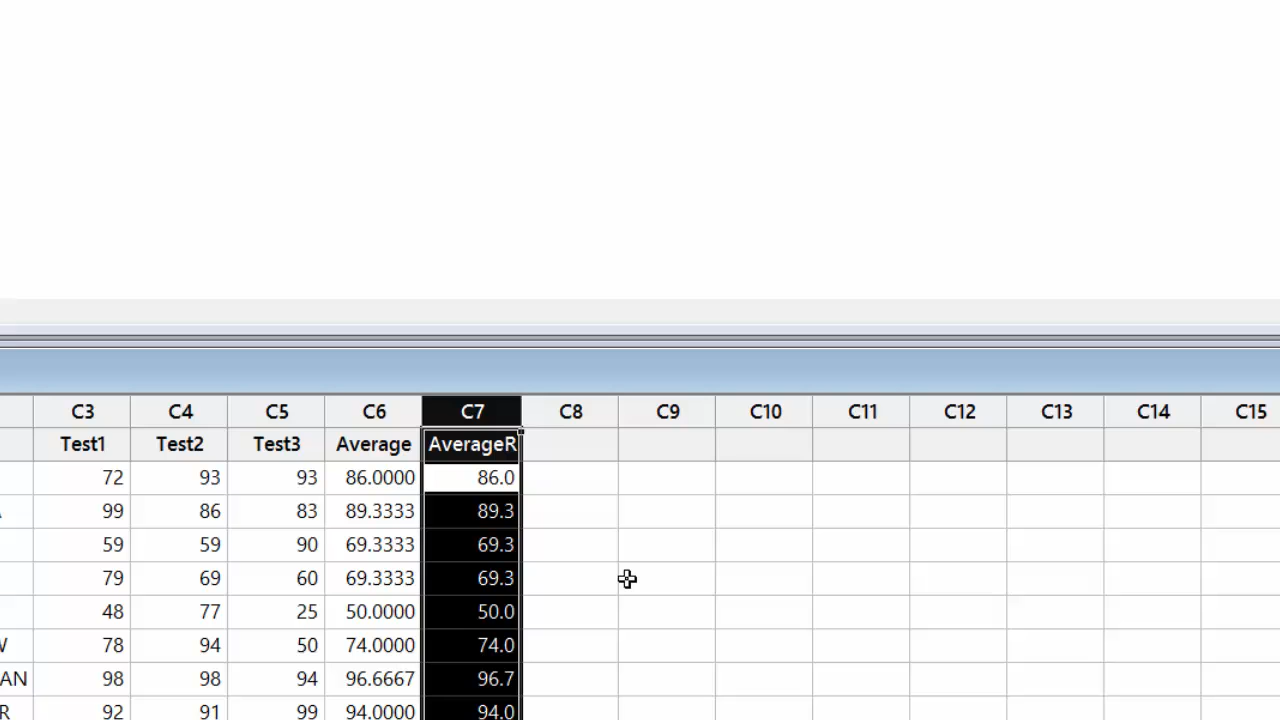 C3 C4 C5 C6 C7 C8 C9 C10 C11 C12 C13 C14 C15
Test1 Test2 Test3 Average AverageR
72 93 93 86.0000 86.0
A 99 86 83 89.3333 89.3
59 59 90 69.3333 69.3
79 69 60 69.3333 69.3
48 77 25 50.0000 50.0
W 78 94 50 74.0000 74.0
AN 98 98 94 96.6667 96.7
R 92 91 99 94.0000 94.0